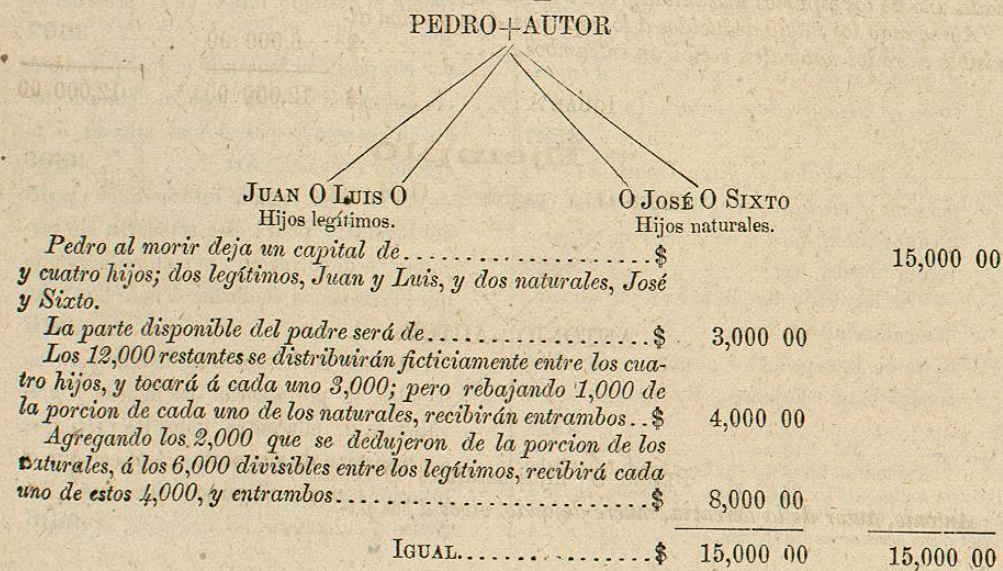 PEDRO+AUTOR
JUAN O LUIS O O JOSÉ O SIXTO
Hijos legítimos. Hijos naturales.
Pedro al morir deja un capital de......................$ 15,000 00
y cuatro hijos; dos legítimos, Juan y Luis, y dos naturales, José
y Sixto.
La parte disponible del padre será de....................$ 3,000 00
Los 12,000 restantes se distribuirán ficticiamente entre los cua-
tro hijos, y tocará á cada uno 3,000; pero rebajando 1,000 de
la porcion de cada uno de los naturales, recibirán entrambos..$ 4,000 00
Agregando los 2,000 que se dedujeron de la porcion de los
naturales, á los 6,000 divisibles entre los legítimos, recibirá cada
uno de estos 4,000, y entrambos............................$ 8,000 00
IGUAL..................$ 15,000 00 15,000 00